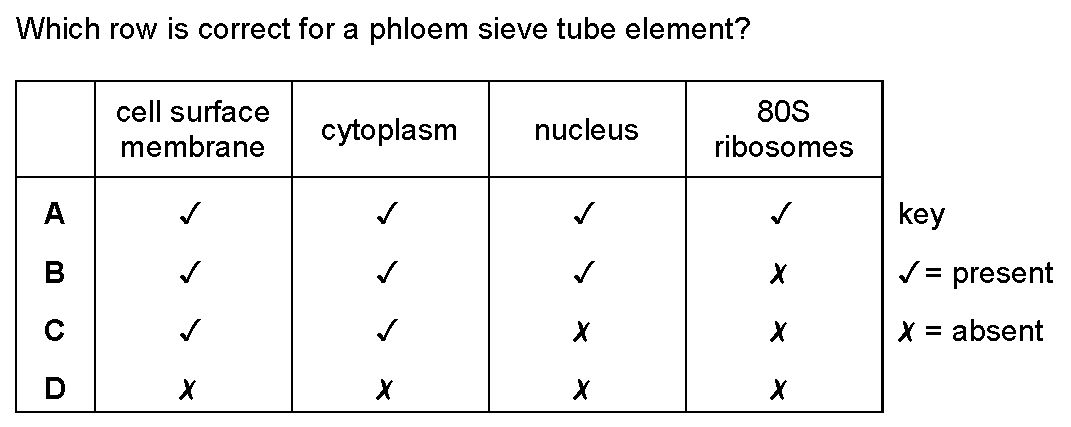 Which row is correct for a phloem sieve tube element?
cell surface membrane cytoplasm nucleus 80S ribosomes
A ✓ ✓ ✓ ✓ key
B ✓ ✓ ✓ ✗ ✓ = present
C ✓ ✓ ✗ ✗ ✗ = absent
D ✗ ✗ ✗ ✗